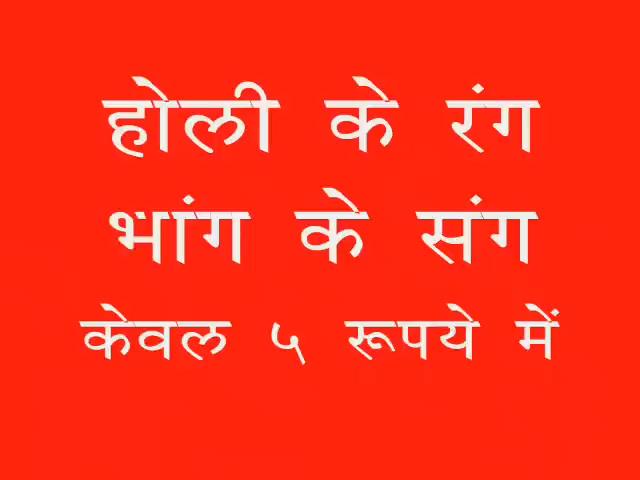 होली के रंग
भांग के संग
केवल ५ रूपये में